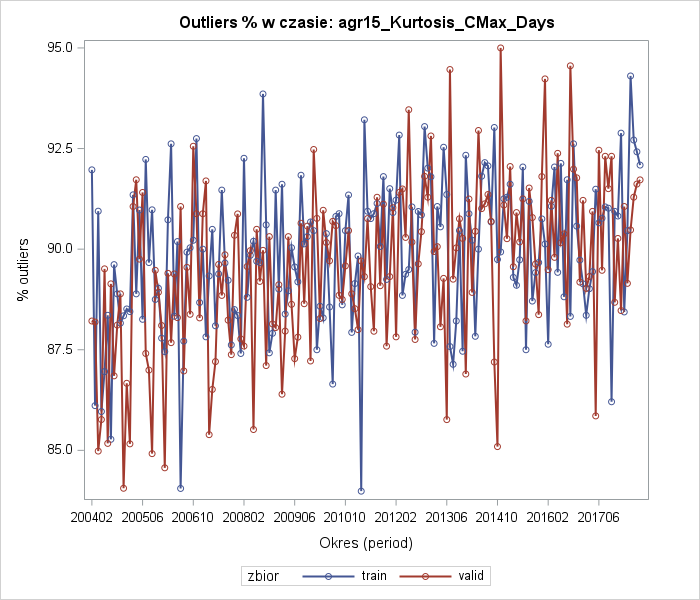 Outliers % w czasie: agr15_Kurtosis_CMax_Days
95.0
92.5
90.0
87.5
85.0
% outliers
200402 200506 200610 200802 200906 201010 201202 201306 201410 201602 201706
Okres (period)
zbior train valid